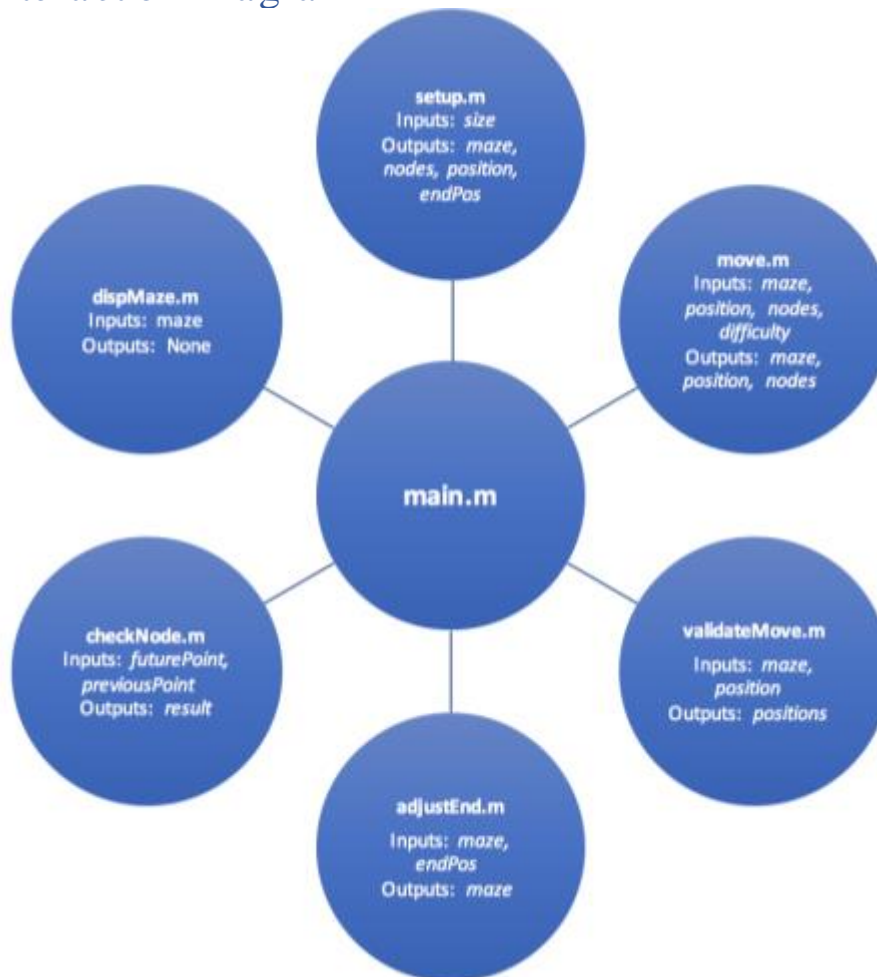 setup.m
Inputs: size
Outputs: maze,
nodes, position,
endPos
move.m
Inputs: maze,
position, nodes,
difficulty
Outputs: maze,
position, nodes
dispMaze.m
Inputs: maze
Outputs: None
main.m
checkNode.m
Inputs: futurePoint,
previousPoint
Outputs: result
validateMove.m
Inputs: maze,
position
Outputs: positions
adjustEnd.m
Inputs: maze,
endPos
Outputs: maze